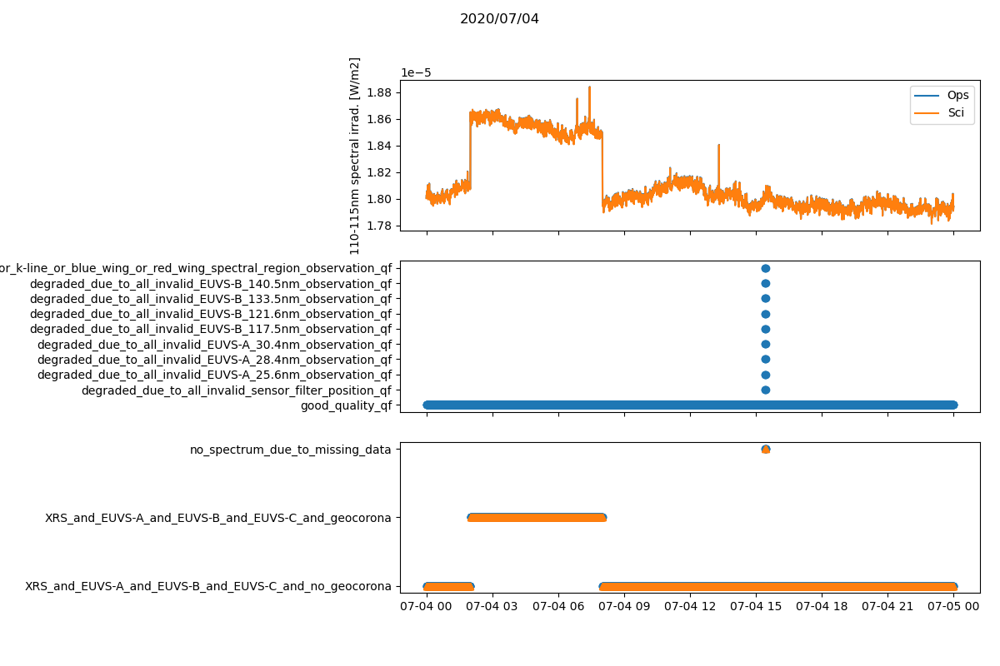 2020/07/04
1e−5
110-115nm spectral irrad. [W/m2]
1.88
1.86
1.84
1.82
1.80
1.78
Ops
Sci
or_k-line_or_blue_wing_or_red_wing_spectral_region_observation_qf
degraded_due_to_all_invalid_EUVS-B_140.5nm_observation_qf
degraded_due_to_all_invalid_EUVS-B_133.5nm_observation_qf
degraded_due_to_all_invalid_EUVS-B_121.6nm_observation_qf
degraded_due_to_all_invalid_EUVS-B_117.5nm_observation_qf
degraded_due_to_all_invalid_EUVS-A_30.4nm_observation_qf
degraded_due_to_all_invalid_EUVS-A_28.4nm_observation_qf
degraded_due_to_all_invalid_EUVS-A_25.6nm_observation_qf
degraded_due_to_all_invalid_sensor_filter_position_qf
good_quality_qf
no_spectrum_due_to_missing_data
XRS_and_EUVS-A_and_EUVS-B_and_EUVS-C_and_geocorona
XRS_and_EUVS-A_and_EUVS-B_and_EUVS-C_and_no_geocorona
07-04 00 07-04 03 07-04 06 07-04 09 07-04 12 07-04 15 07-04 18 07-04 21 07-05 00